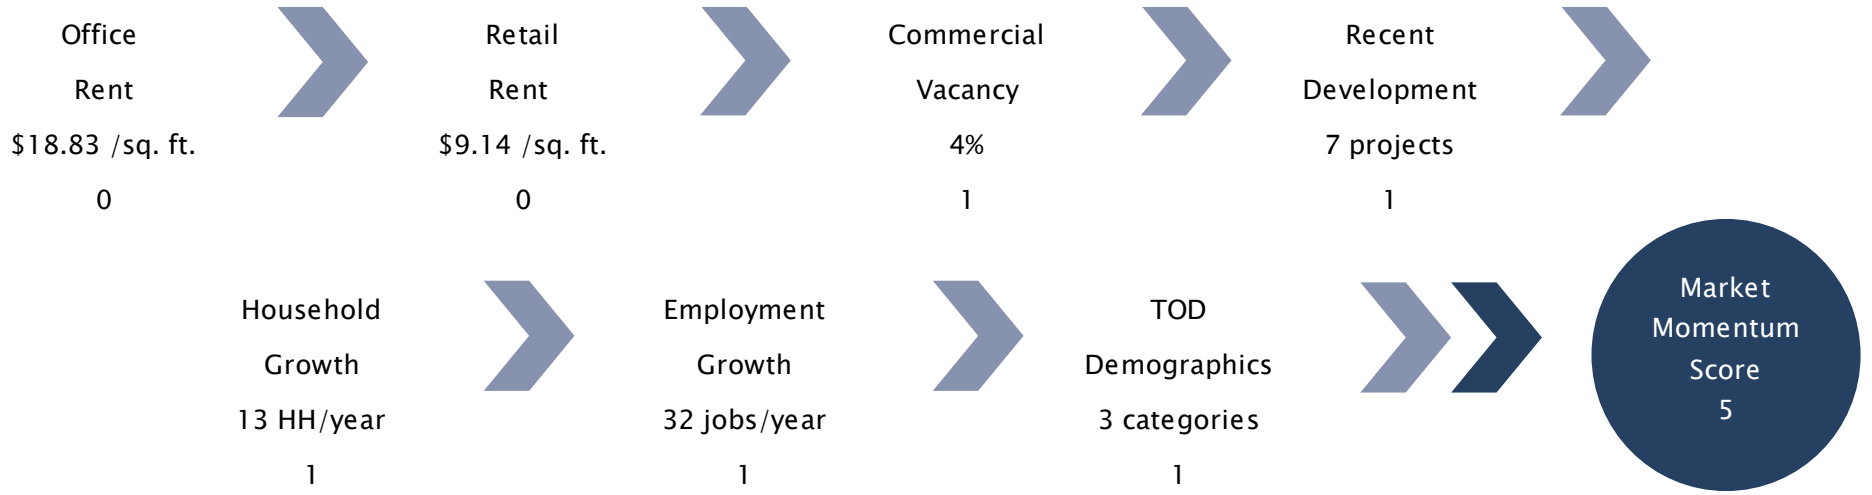 Office
Rent
$18.83 /sq. ft.
0
Retail
Rent
$9.14 /sq. ft.
0
Commercial
Vacancy
4%
1
Recent
Development
7 projects
1
Household
Growth
13 HH/year
1
Employment
Growth
32 jobs/year
1
TOD
Demographics
3 categories
1
Market
Momentum
Score
5